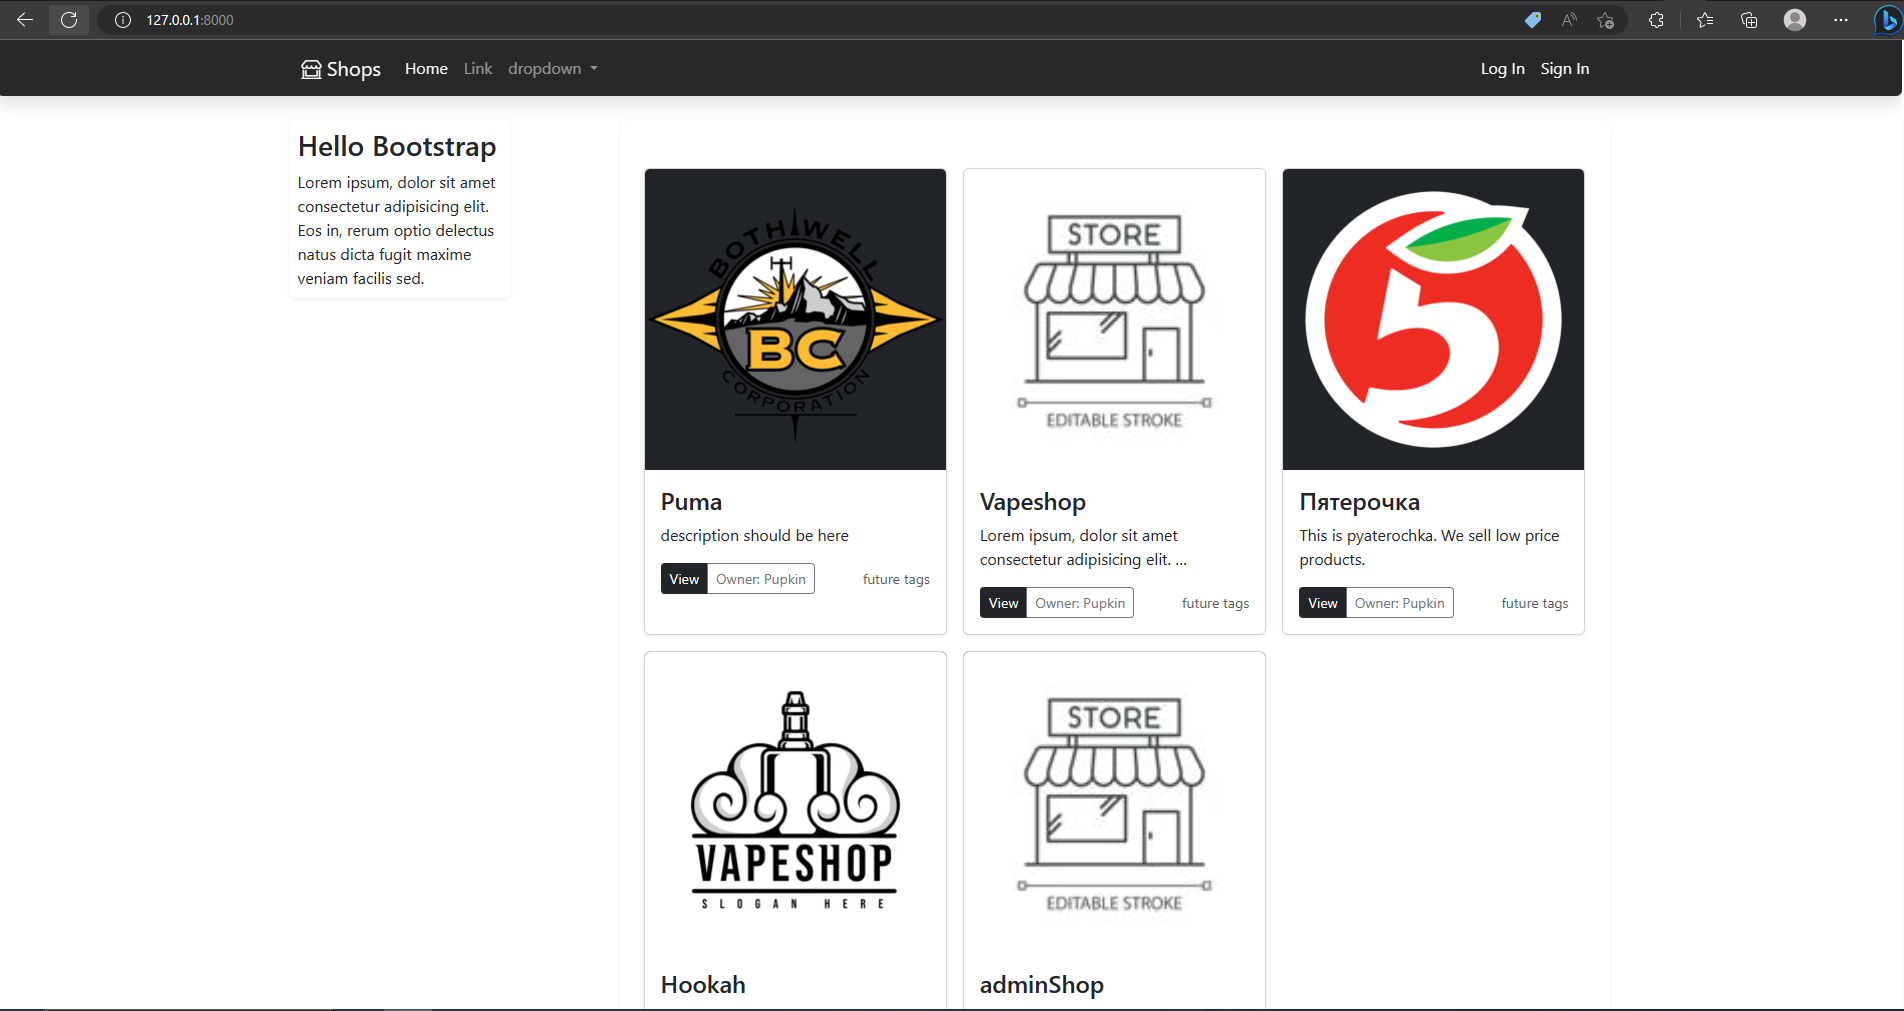 127.0.0.1:8000
Shops Home Link dropdown Log In Sign In
Hello Bootstrap
Lorem ipsum, dolor sit amet
consectetur adipisicing elit.
Eos in, rerum optio delectus
natus dicta fugit maxime
veniam facilis sed.
BOTHWELL
BC
CORPORATION
Puma
description should be here
View Owner: Pupkin future tags
STORE
EDITABLE STROKE
Vapeshop
Lorem ipsum, dolor sit amet
consectetur adipisicing elit. ...
View Owner: Pupkin future tags
5
Пятерочка
This is pyaterochka. We sell low price
products.
View Owner: Pupkin future tags
VAPESHOP
SLOGAN HERE
Hookah
STORE
EDITABLE STROKE
adminShop